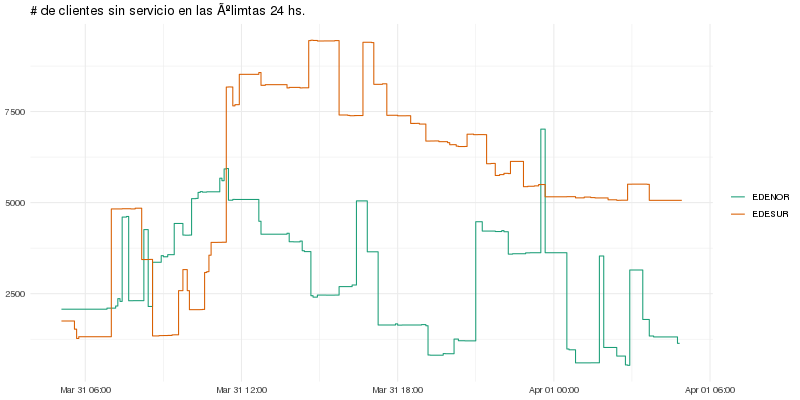 # de clientes sin servicio en las Ãºlimtas 24 hs.
7500
5000
2500
Mar 31 06:00
Mar 31 12:00
Mar 31 18:00
Apr 01 00:00
Apr 01 06:00
EDENOR
EDESUR